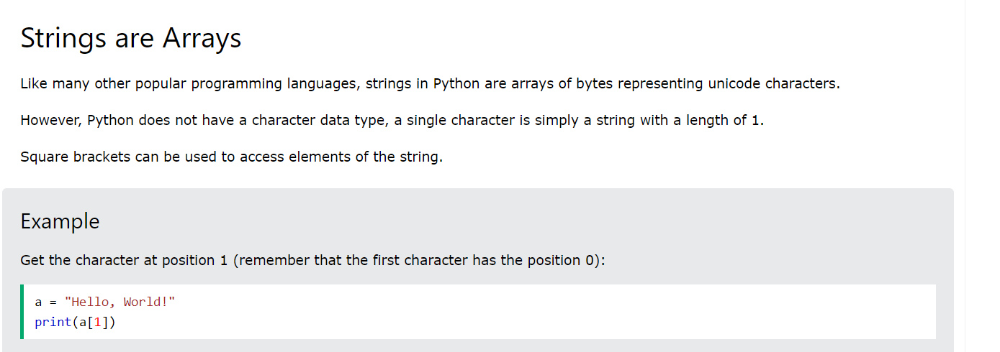 Strings are Arrays
Like many other popular programming languages, strings in Python are arrays of bytes representing unicode characters.
However, Python does not have a character data type, a single character is simply a string with a length of 1.
Square brackets can be used to access elements of the string.
Example
Get the character at position 1 (remember that the first character has the position 0):
a = "Hello, World!"
print(a[1])